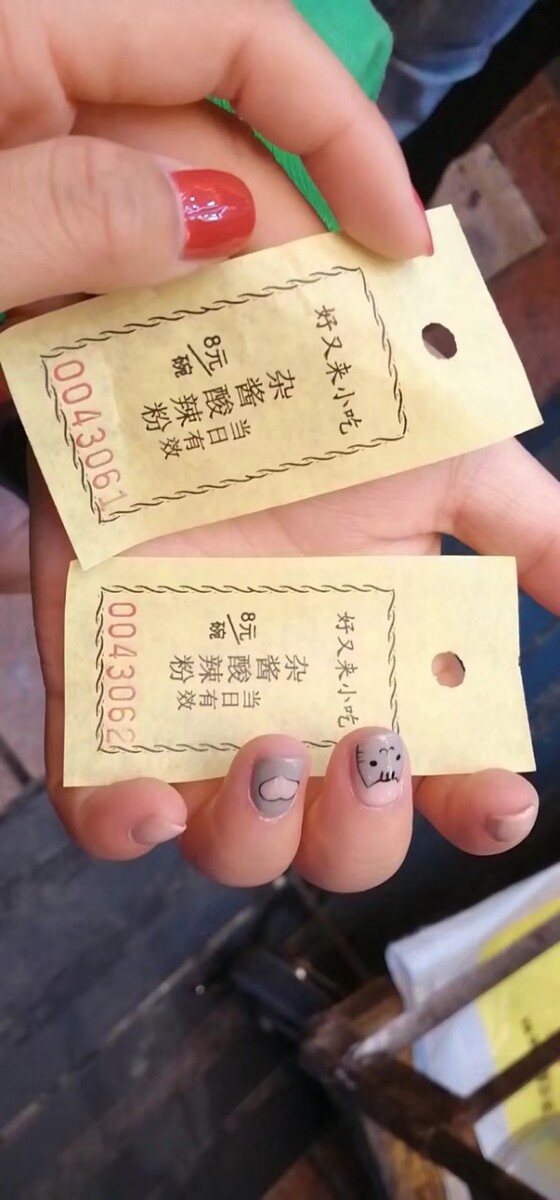 好又来小吃
杂酱酸辣粉
8元/碗
当日有效
0043061
好又来小吃
杂酱酸辣粉
8元/碗
当日有效
0043062